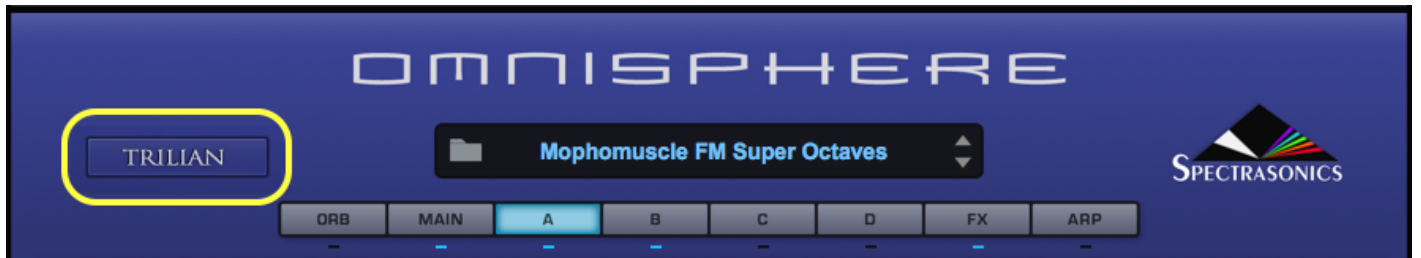 OMNISPHERE
TRILIAN
Mophomuscle FM Super Octaves
SPECTRASONICS
ORB MAIN A B C D FX ARP